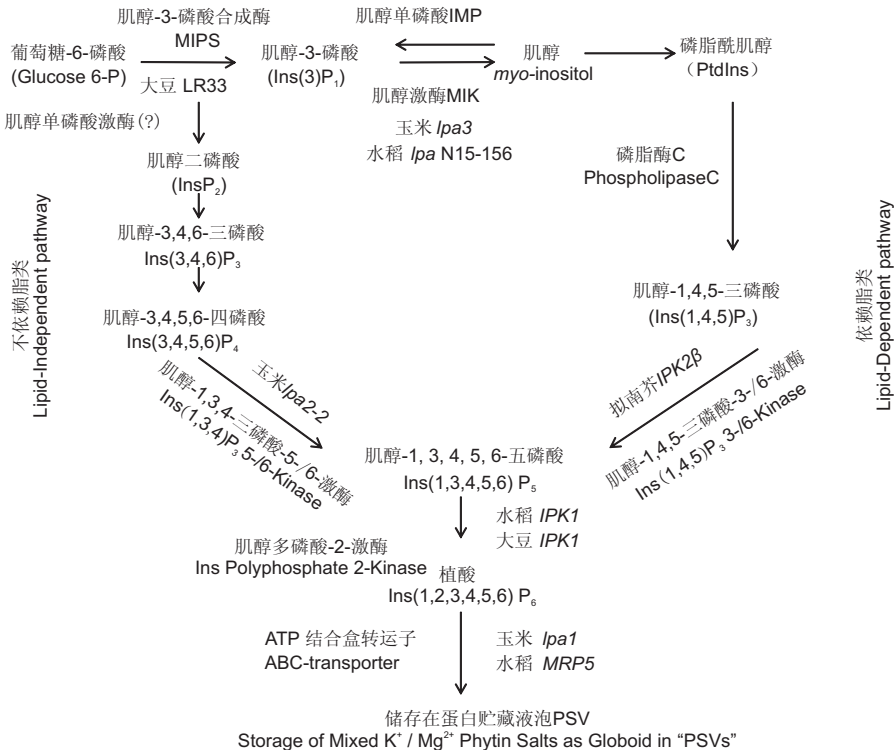 肌醇-3-磷酸合成酶
MIPS
肌醇单磷酸IMP
葡萄糖-6-磷酸
(Glucose 6-P)
肌醇-3-磷酸
(Ins(3)P₁)
肌醇
myo-inositol
磷脂酰肌醇
（PtdIns）
大豆 LR33
肌醇激酶MIK
肌醇单磷酸激酶(?)
玉米 lpa3
水稻 lpa N15-156
肌醇二磷酸
(InsP₂)
磷脂酶C
PhospholipaseC
肌醇-3,4,6-三磷酸
Ins(3,4,6)P₃
不依赖脂类
Lipid-Independent pathway
依赖脂类
Lipid-Dependent pathway
肌醇-3,4,5,6-四磷酸
Ins(3,4,5,6)P₄
肌醇-1,4,5-三磷酸
(Ins(1,4,5)P₃)
玉米lpa2-2
肌醇-1,3,4-三磷酸-5-/6-激酶
Ins(1,3,4)P₃ 5-/6-Kinase
拟南芥IPK2β
肌醇-1,4,5-三磷酸-3-/6-激酶
Ins(1,4,5)P₃ 3-/6-Kinase
肌醇-1, 3, 4, 5, 6-五磷酸
Ins(1,3,4,5,6) P₅
水稻 IPK1
大豆 IPK1
肌醇多磷酸-2-激酶
Ins Polyphosphate 2-Kinase
植酸
Ins(1,2,3,4,5,6) P₆
ATP 结合盒转运子
ABC-transporter
玉米 lpa1
水稻 MRP5
储存在蛋白贮藏液泡PSV
Storage of Mixed K⁺ / Mg²⁺ Phytin Salts as Globoid in “PSVs”